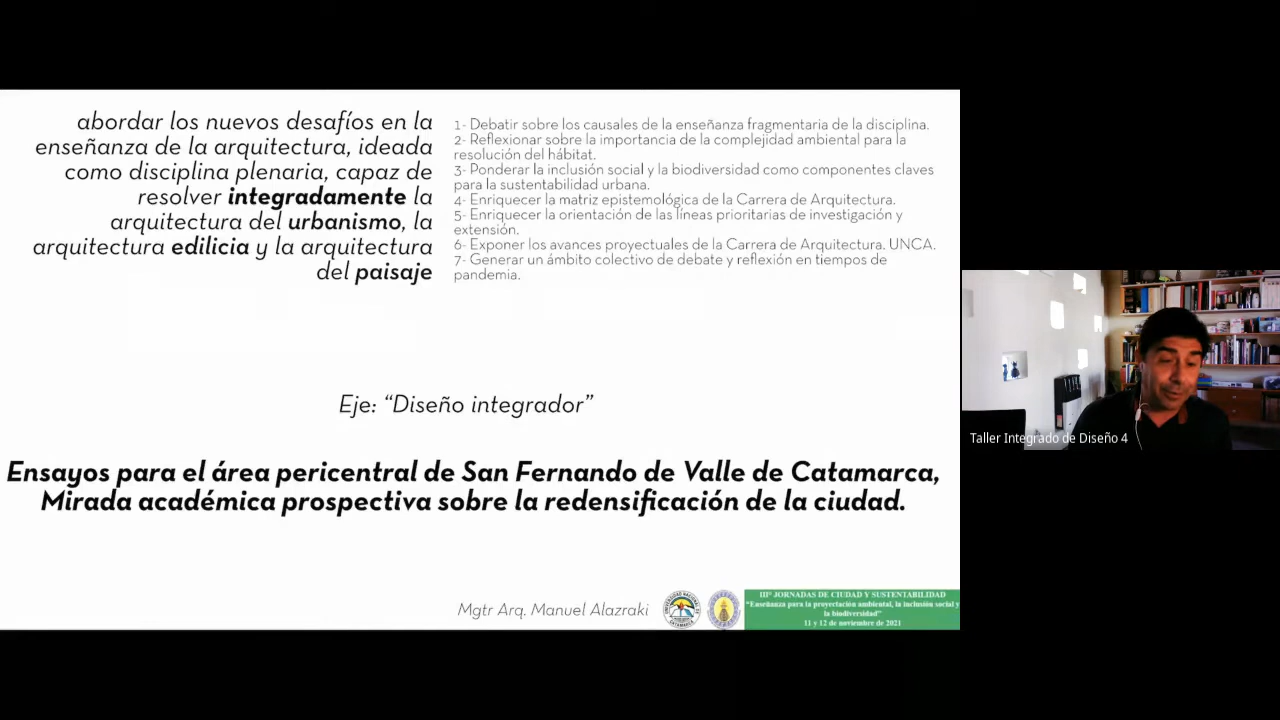 abordar los nuevos desafíos en la
enseñanza de la arquitectura, ideada
como disciplina plenaria, capaz de
resolver integradamente la
arquitectura del urbanismo, la
arquitectura edilicia y la arquitectura
del paisaje
1- Debatir sobre los causales de la enseñanza fragmentaria de la disciplina.
2- Reflexionar sobre la importancia de la complejidad ambiental para la
resolución del hábitat.
3- Ponderar la inclusión social y la biodiversidad como componentes claves
para la sustentabilidad urbana.
4- Enriquecer la matriz epistemológica de la Carrera de Arquitectura.
5- Enriquecer la orientación de las líneas prioritarias de investigación y
extensión.
6- Exponer los avances proyectuales de la Carrera de Arquitectura. UNCA.
7- Generar un ámbito colectivo de debate y reflexión en tiempos de
pandemia.
Eje: “Diseño integrador”
Ensayos para el área pericentral de San Fernando de Valle de Catamarca,
Mirada académica prospectiva sobre la redensificación de la ciudad.
Mgtr Arq. Manuel Alazraki
III° JORNADAS DE CIUDAD Y SUSTENTABILIDAD
“Enseñanza para la proyectación ambiental, la inclusión social y
la biodiversidad”
11 y 12 de noviembre de 2021
Taller Integrado de Diseño 4